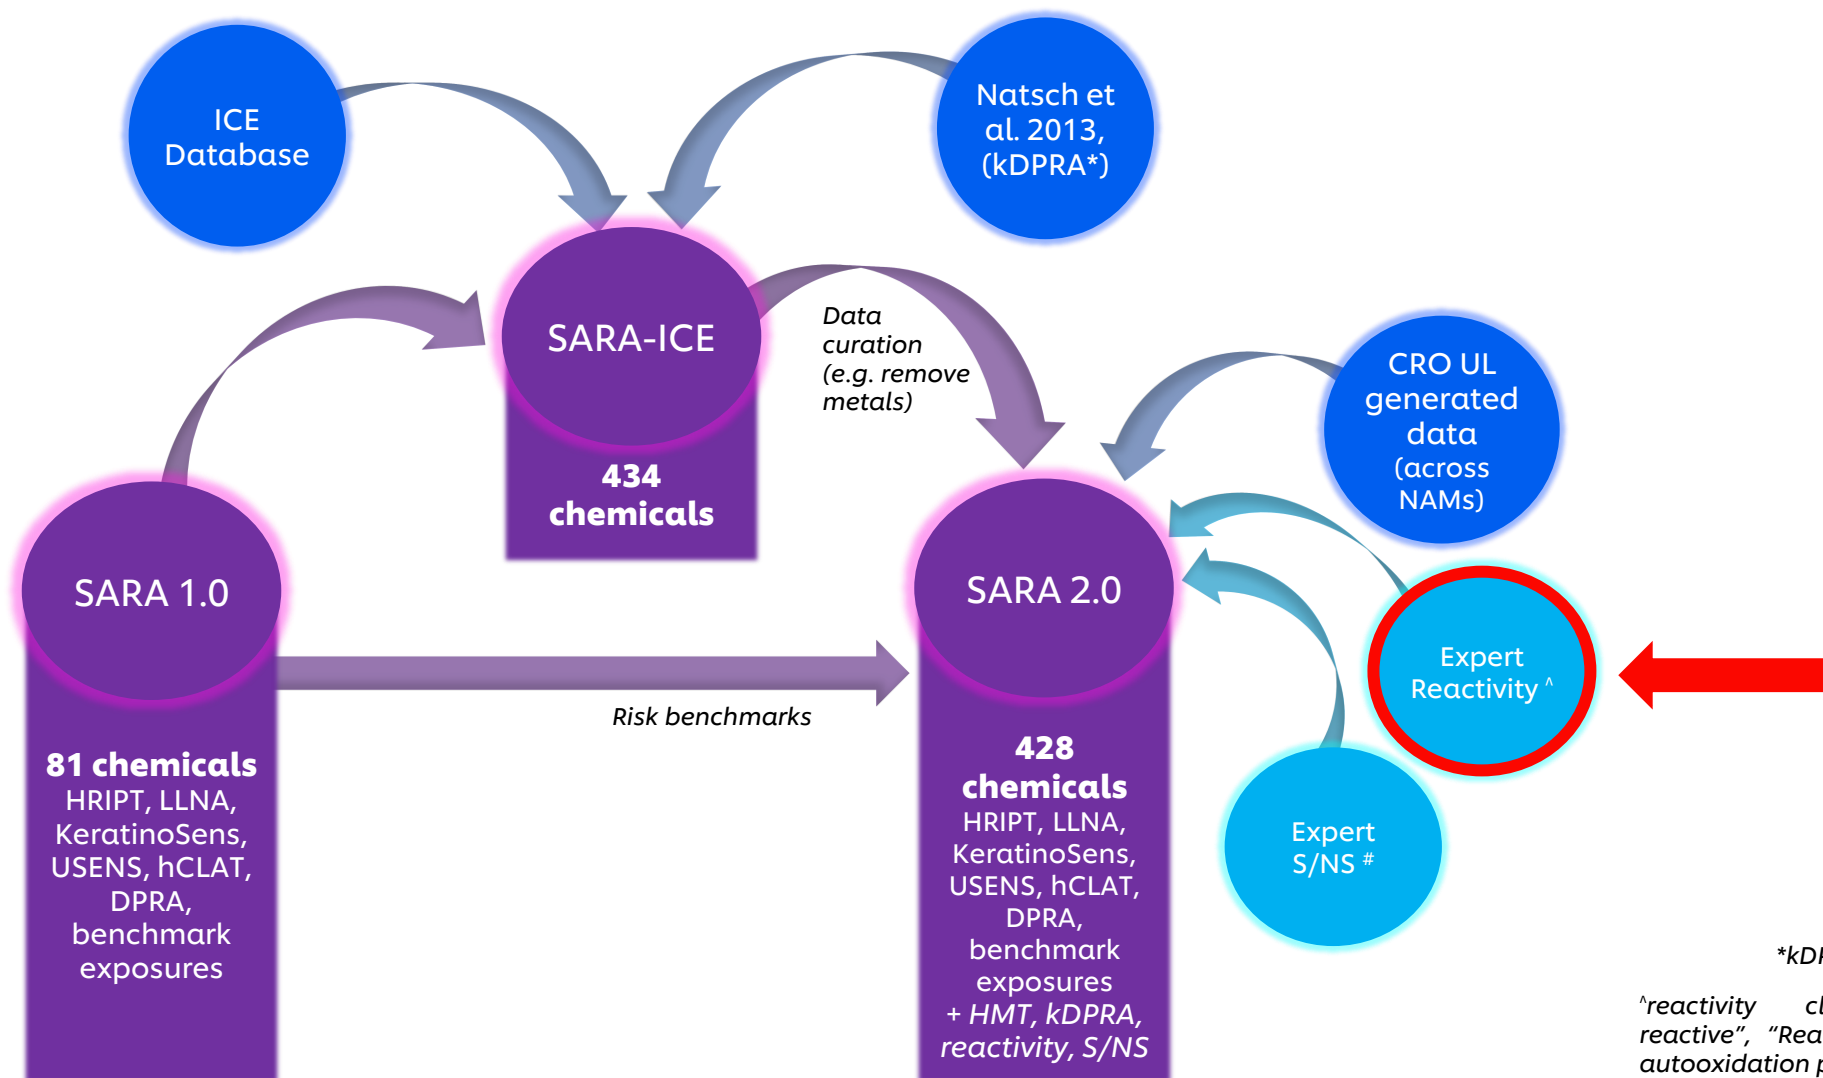 ICE
Database
Natsch et
al. 2013,
(kDPRA*)
SARA-ICE
434
chemicals
Data
curation
(e.g. remove
metals)
CRO UL
generated
data
(across
NAMs)
SARA 1.0
81 chemicals
HRIPT, LLNA,
KeratinoSens,
USENS, hCLAT,
DPRA,
benchmark
exposures
Risk benchmarks
SARA 2.0
428
chemicals
HRIPT, LLNA,
KeratinoSens,
USENS, hCLAT,
DPRA,
benchmark
exposures
+ HMT, kDPRA,
reactivity, S/NS
Expert
Reactivity ^
Expert
S/NS #
^reactivity
reactive”,
autooxidation